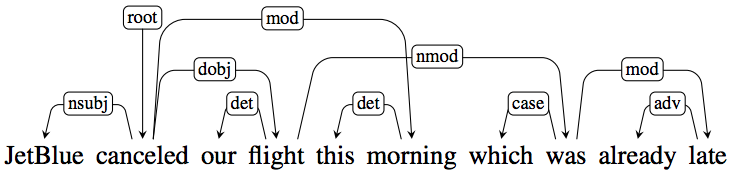 root mod
dobj nmod mod
nsubj det det case adv
JetBlue canceled our flight this morning which was already late